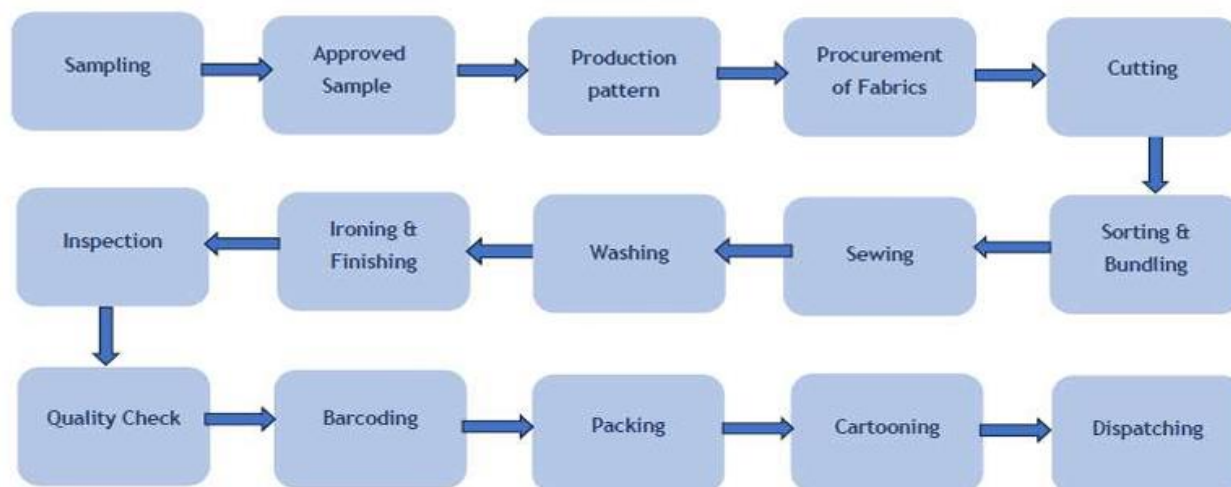 Sampling
Approved
Sample
Production
pattern
Procurement
of Fabrics
Cutting
Sorting &
Bundling
Sewing
Washing
Ironing &
Finishing
Inspection
Quality Check
Barcoding
Packing
Cartooning
Dispatching